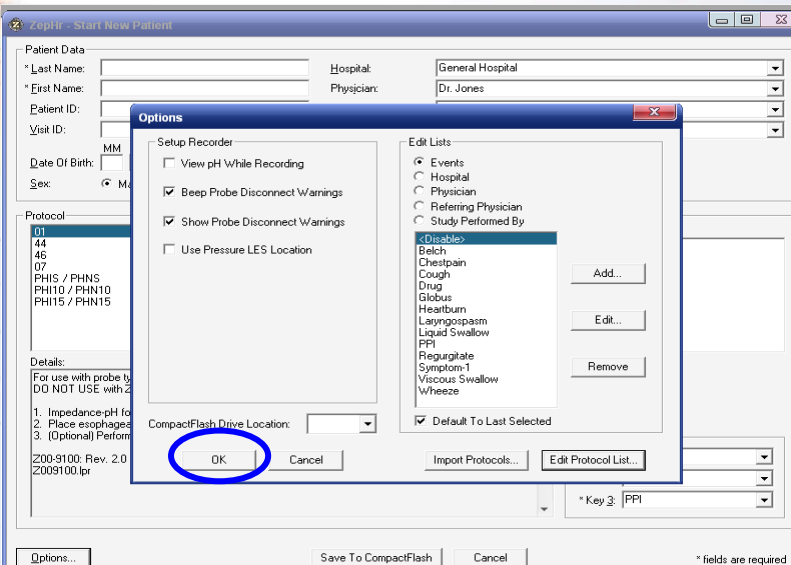 ZepHr - Start New Patient
Patient Data
* Last Name:
Hospital:
General Hospital
* First Name:
Physician:
Dr. Jones
Patient ID:
Visit ID:
MM
Date Of Birth:
Sex:
Protocol
01
44
46
07
PHIS / PHNS
PHI10 / PHN10
PHI15 / PHN15
Details:
For use with probe ty
DO NOT USE with Z
1. Impedance-pH fo
2. Place esophagea
3. (Optional) Perform
Z00-9100: Rev. 2.0
Z009100.lpr
Options
Setup Recorder
View pH While Recording
Beep Probe Disconnect Warnings
Show Probe Disconnect Warnings
Use Pressure LES Location
CompactFlash Drive Location:
OK
Cancel
Edit Lists
Events
Hospital
Physician
Referring Physician
Study Performed By
<Disable>
Belch
Chestpain
Cough
Drug
Globus
Heartburn
Laryngospasm
Liquid Swallow
PPI
Regurgitate
Symptom-1
Viscous Swallow
Wheeze
Add...
Edit...
Remove
Default To Last Selected
Import Protocols...
Edit Protocol List...
* Key 3:
PPI
Options...
Save To CompactFlash
Cancel
* fields are required